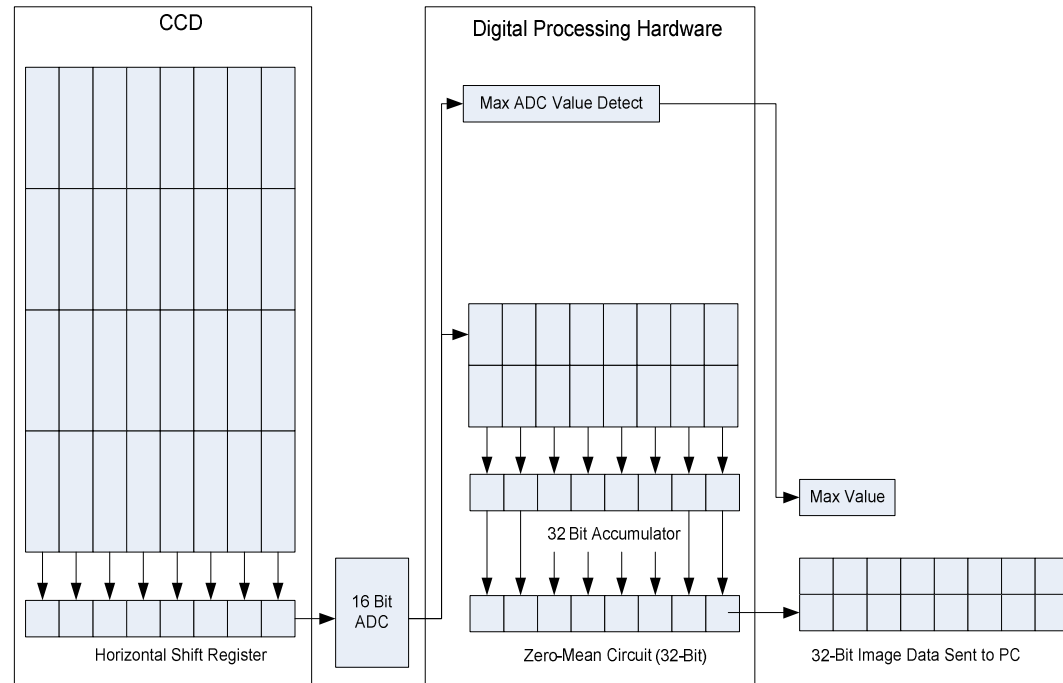 CCD
Digital Processing Hardware
Max ADC Value Detect
Max Value
32 Bit Accumulator
16 Bit
ADC
Horizontal Shift Register
Zero-Mean Circuit (32-Bit)
32-Bit Image Data Sent to PC